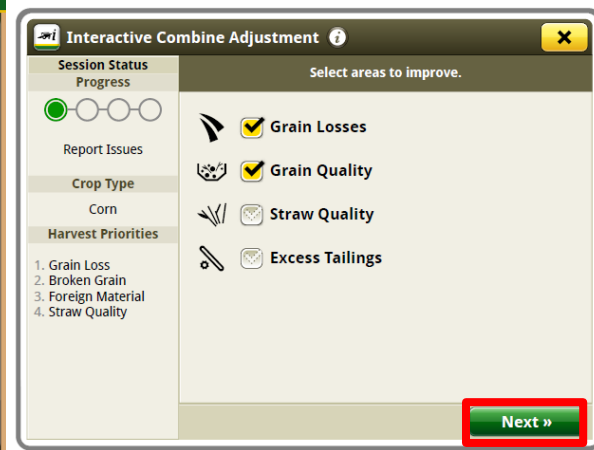 Interactive Combine Adjustment i
Session Status
Progress
Report Issues
Crop Type
Corn
Harvest Priorities
1. Grain Loss
2. Broken Grain
3. Foreign Material
4. Straw Quality
Select areas to improve.
Grain Losses
Grain Quality
Straw Quality
Excess Tailings
Next »